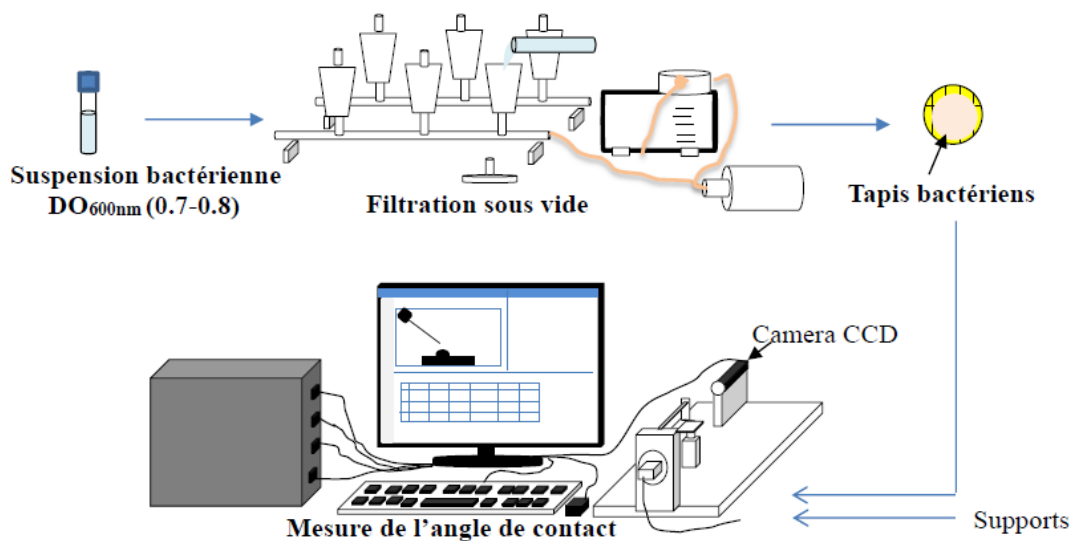 Suspension bactérienne
DO600nm (0.7-0.8)
Filtration sous vide
Tapis bactériens
Camera CCD
Mesure de l'angle de contact
Supports